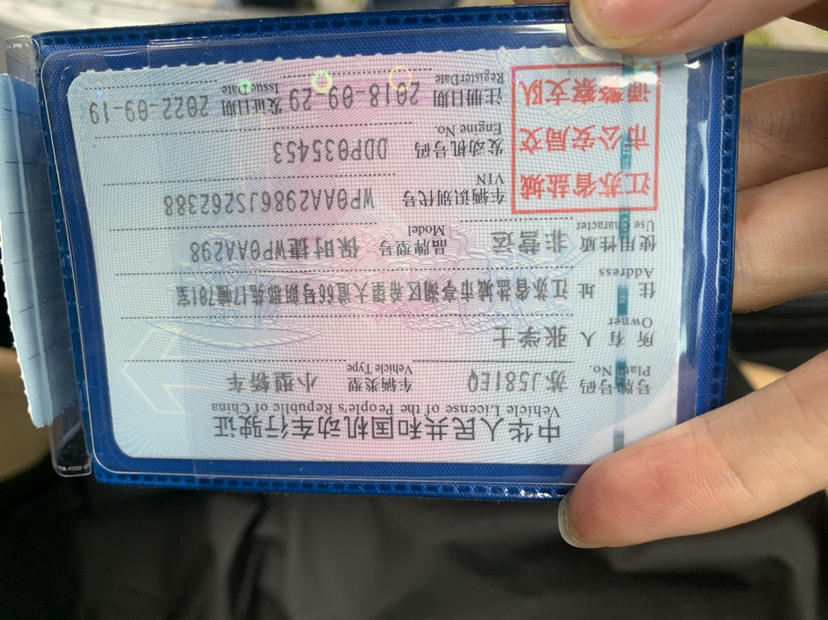 中华人民共和国机动车行驶证
Vehicle License of the People's Republic of China
号牌号码 苏J581EQ 车辆类型 小型轿车
Plate No. Vehicle Type
所有人 张学士
Owner
住址 江苏省盐城市亭湖区希望大道66号朗郡苑17幢701室
Address
使用性质 非营运 品牌型号 保时捷WP0AA298
Use Character Model
江苏省盐城
市公安局交
通警察支队
车辆识别代号 WP0AA2986JS262388
VIN
发动机号码 DDP035453
Engine No.
注册日期 2018-09-29 发证日期 2022-09-19
Register Date Issue Date